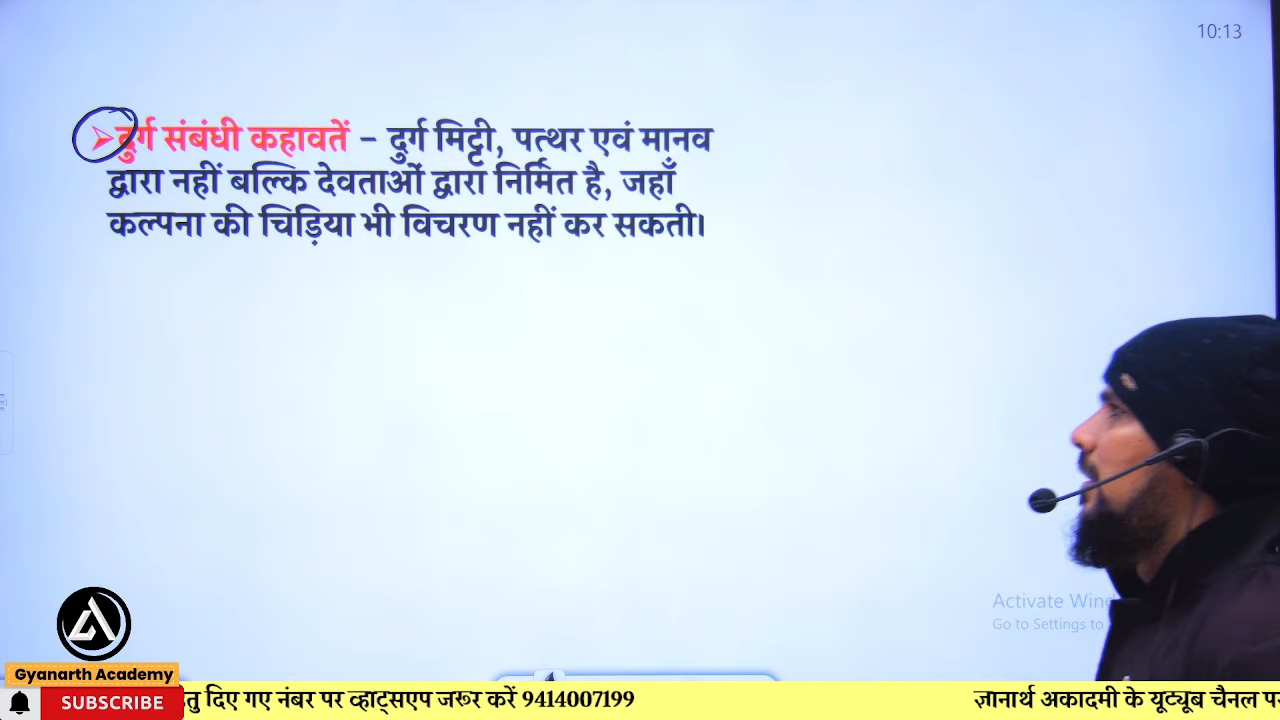 10:13
➢दुर्ग संबंधी कहावतें – दुर्ग मिट्टी, पत्थर एवं मानव
द्वारा नहीं बल्कि देवताओं द्वारा निर्मित है, जहाँ
कल्पना की चिड़िया भी विचरण नहीं कर सकती।
Activate Win
Go to Settings to
Gyanarth Academy
SUBSCRIBE
दिए गए नंबर पर व्हाट्सएप जरूर करें 9414007199
ज्ञानार्थ अकादमी के यूट्यूब चैनल